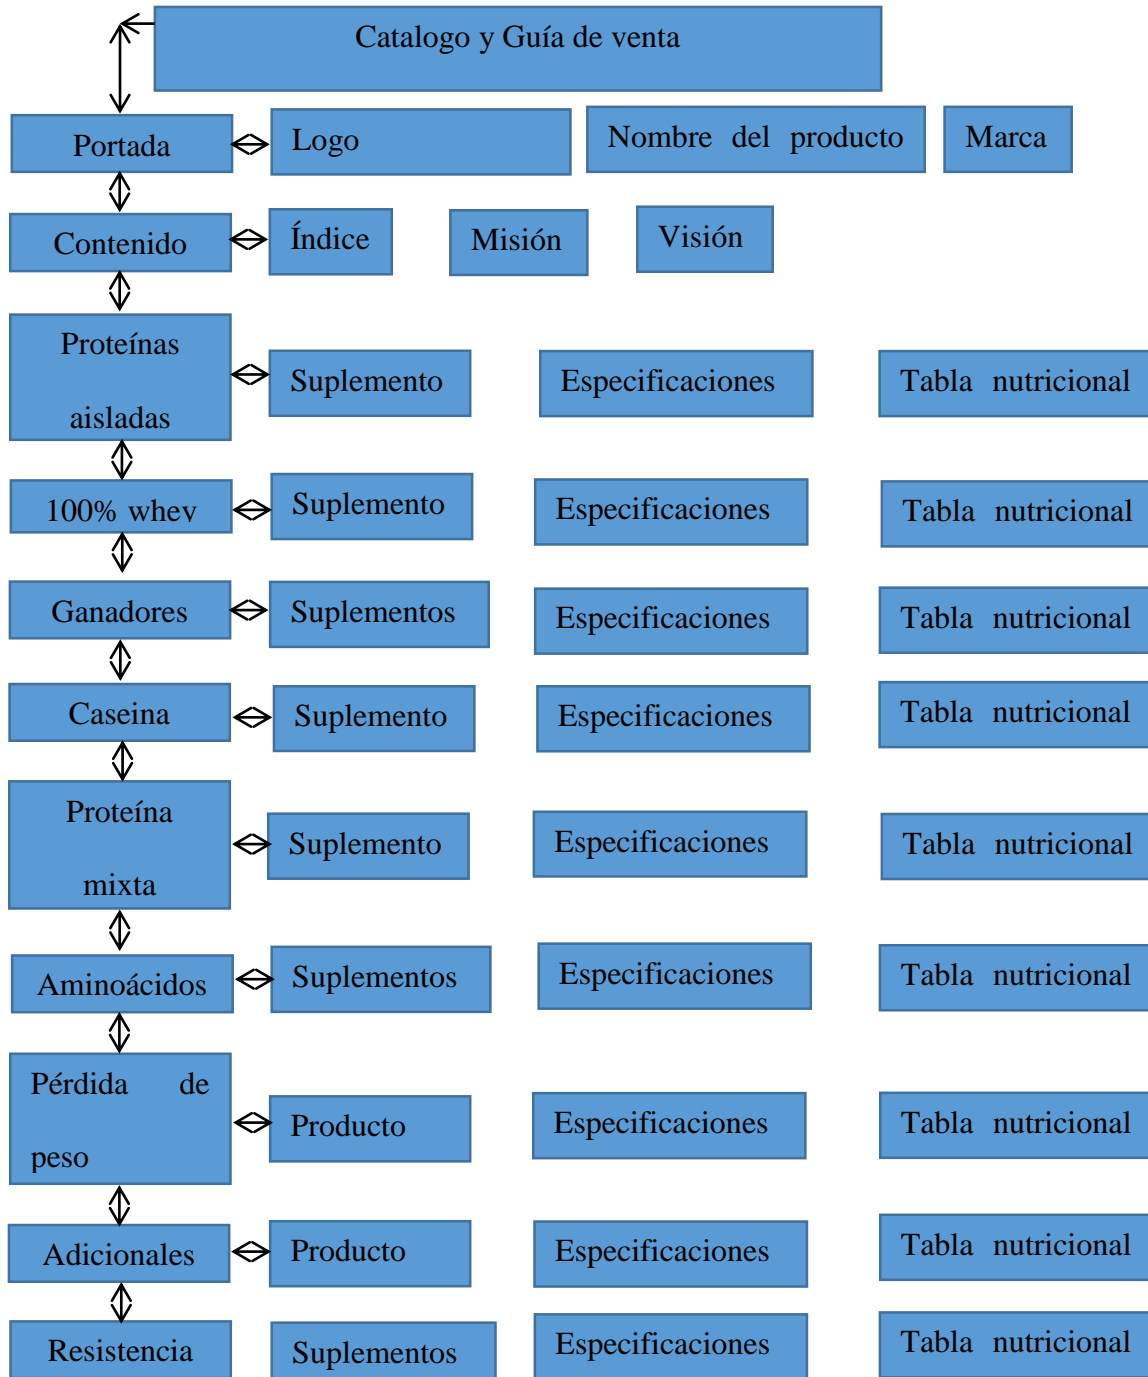 Catalogo y Guía de venta
Portada
Logo
Nombre del producto
Marca
Contenido
Índice
Misión
Visión
Proteínas
aisladas
Suplemento
Especificaciones
Tabla nutricional
100% whey
Suplemento
Especificaciones
Tabla nutricional
Ganadores
Suplementos
Especificaciones
Tabla nutricional
Caseina
Suplemento
Especificaciones
Tabla nutricional
Proteína
mixta
Suplemento
Especificaciones
Tabla nutricional
Aminoácidos
Suplementos
Especificaciones
Tabla nutricional
Pérdida de
peso
Producto
Especificaciones
Tabla nutricional
Adicionales
Producto
Especificaciones
Tabla nutricional
Resistencia
Suplementos
Especificaciones
Tabla nutricional